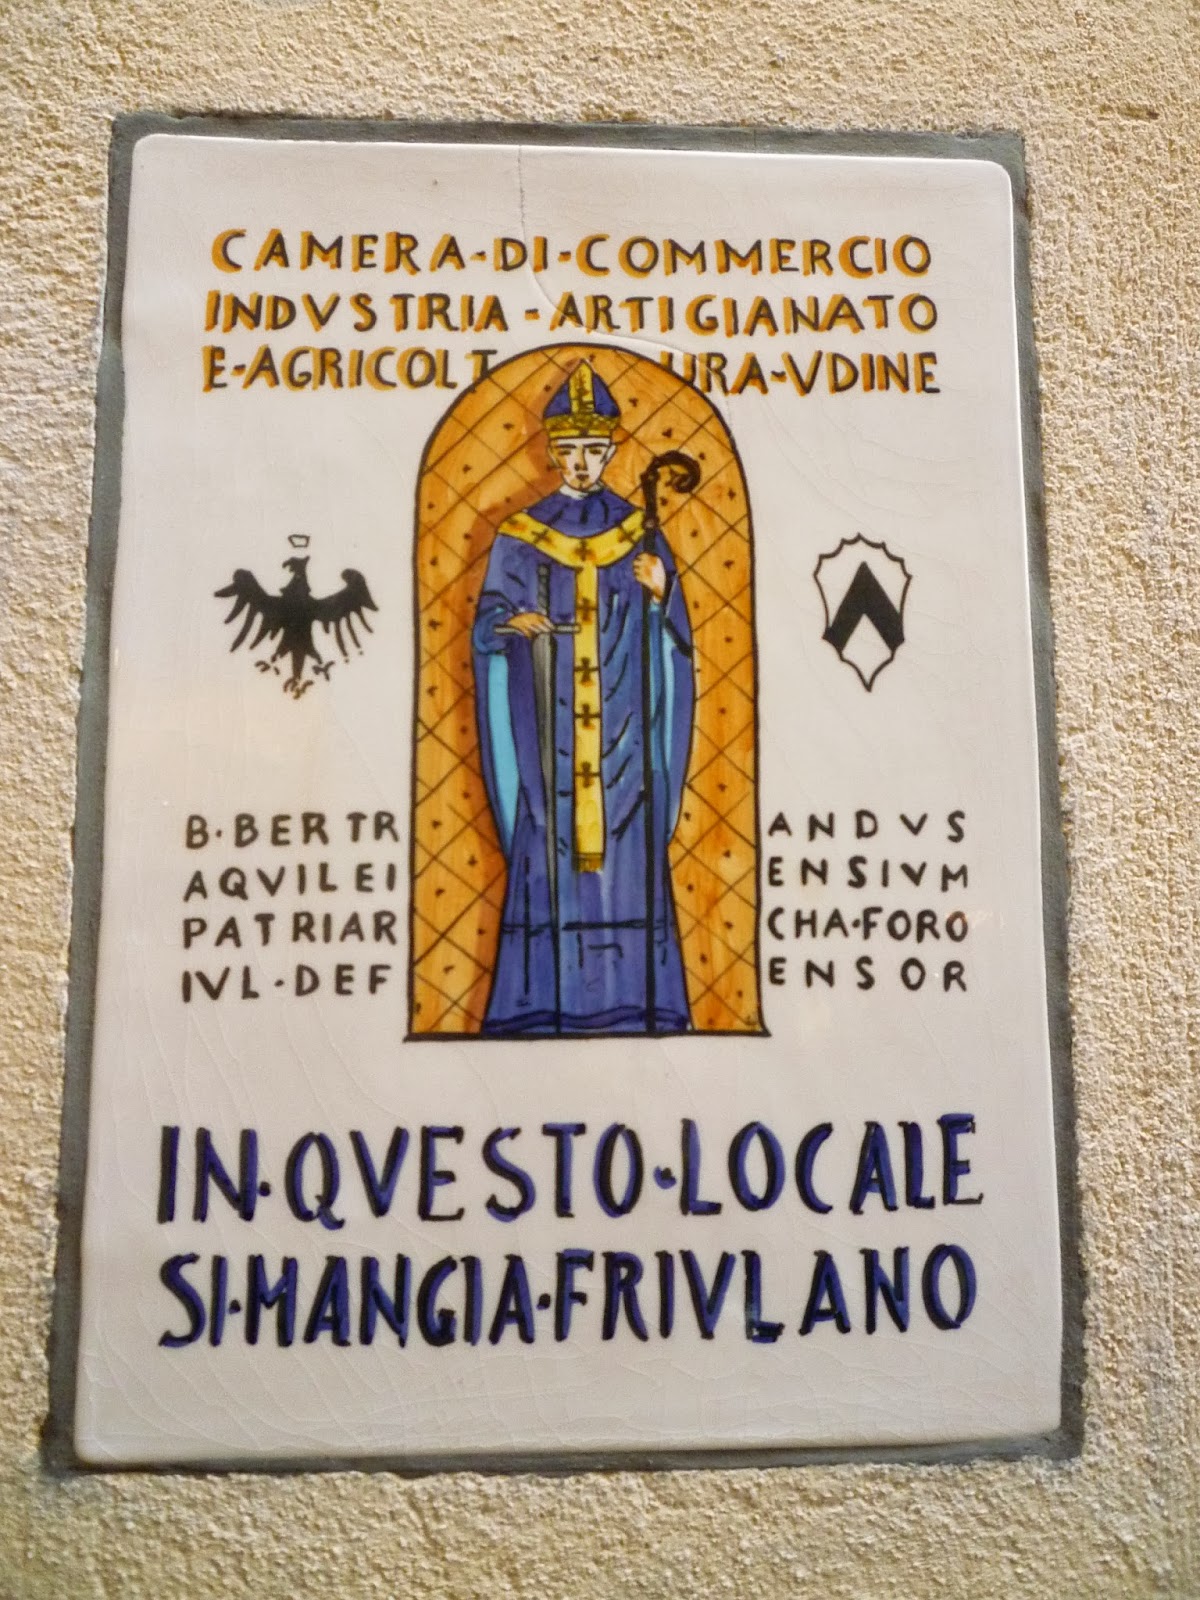 CAMERA-DI-COMMERCIO
INDVSTRIA-ARTIGIANATO
E-AGRICOLTURA-VDINE
B·BERTRANDVS
AQVILEIENSIVM
PATRIARCHA·FORO
IVL·DEFENSOR
IN·QVESTO·LOCALE
SI·MANGIA·FRIVLANO